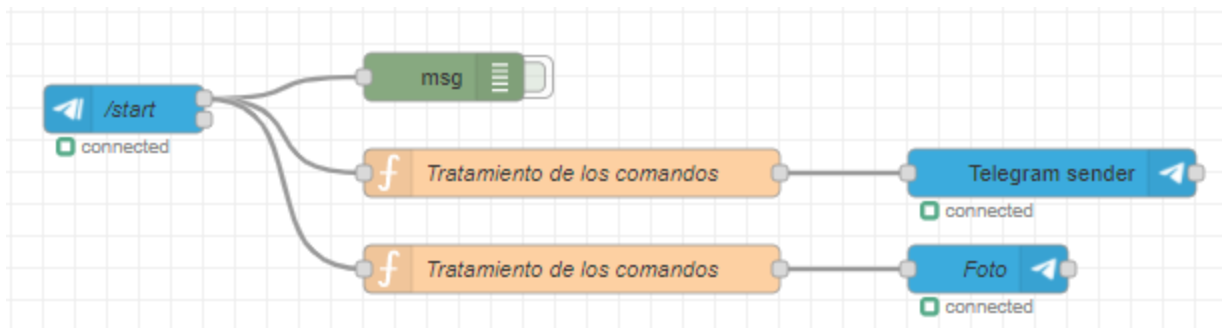 msg
/start
connected
Tratamiento de los comandos
Telegram sender
connected
Tratamiento de los comandos
Foto
connected